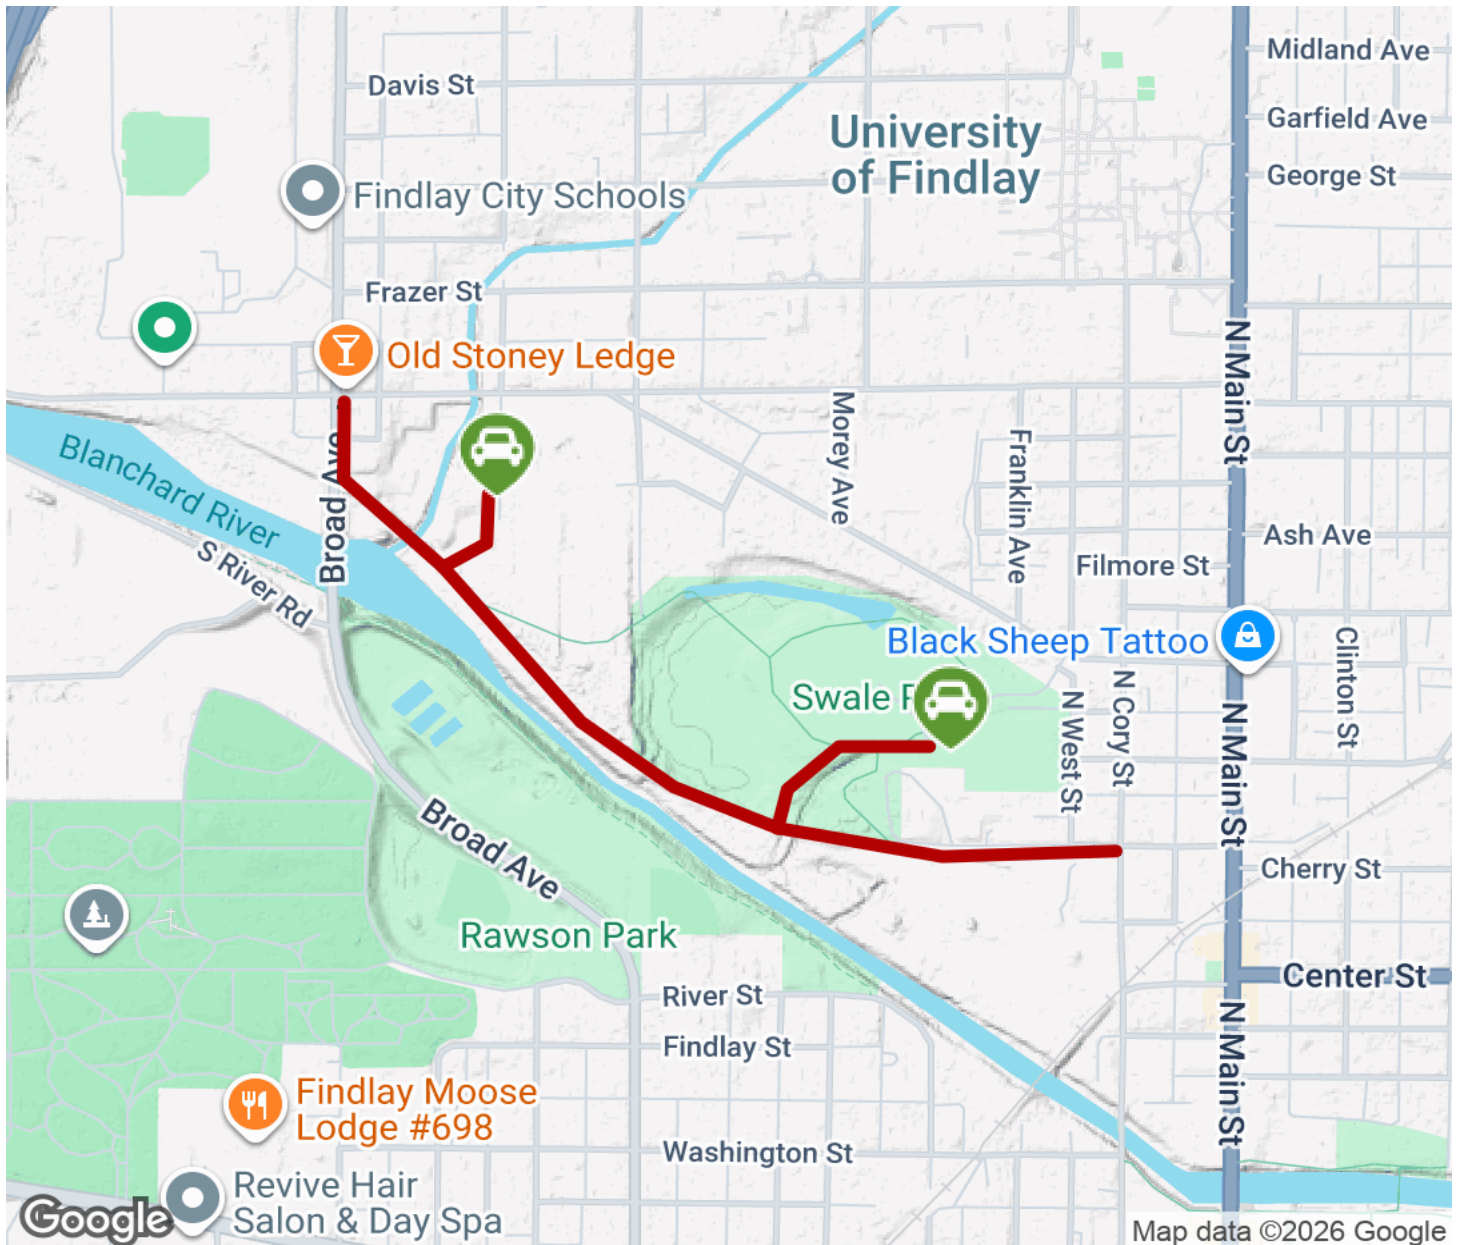 Midland Ave
Davis St
Garfield Ave
University
of Findlay
George St
Findlay City Schools
Frazer St
N Main St
Old Stoney Ledge
Morey Ave
Franklin Ave
Blanchard River
Broad Ave
S River Rd
Ash Ave
Filmore St
Black Sheep Tattoo
Clinton St
Swale
N West St
N Cory St
N Main St
Broad Ave
Cherry St
Rawson Park
Center St
River St
N Main St
Findlay St
Findlay Moose
Lodge #698
Washington St
Revive Hair
Salon & Day Spa
Google
Map data ©2026 Google